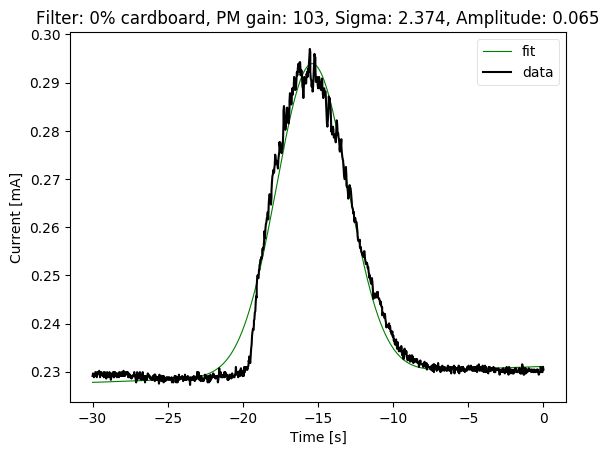 Filter: 0% cardboard, PM gain: 103, Sigma: 2.374, Amplitude: 0.065
fit
data
Current [mA]
0.30
0.29
0.28
0.27
0.26
0.25
0.24
0.23
−30 −25 −20 −15 −10 −5 0
Time [s]